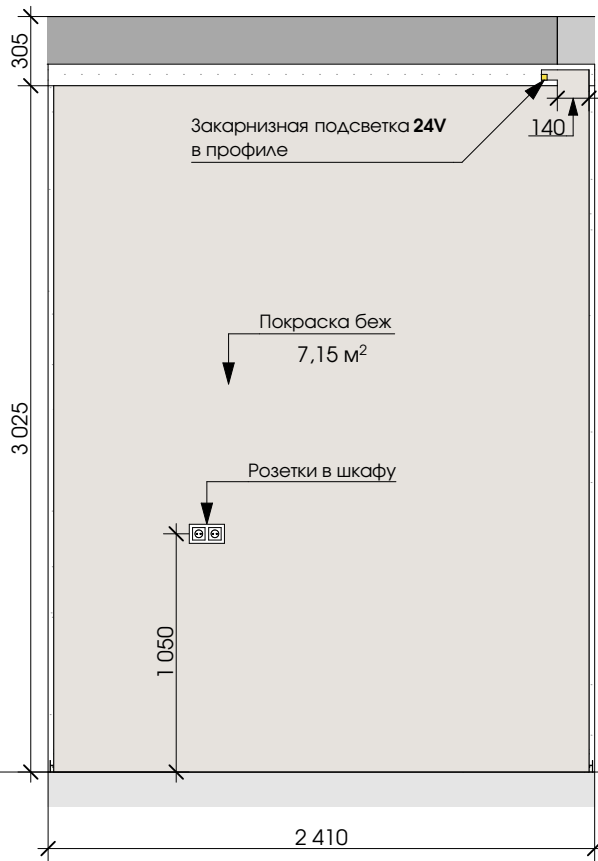 305
Закарнизная подсветка 24V
в профиле
140
Покраска беж
7,15 м²
3 025
Розетки в шкафу
1 050
2 410